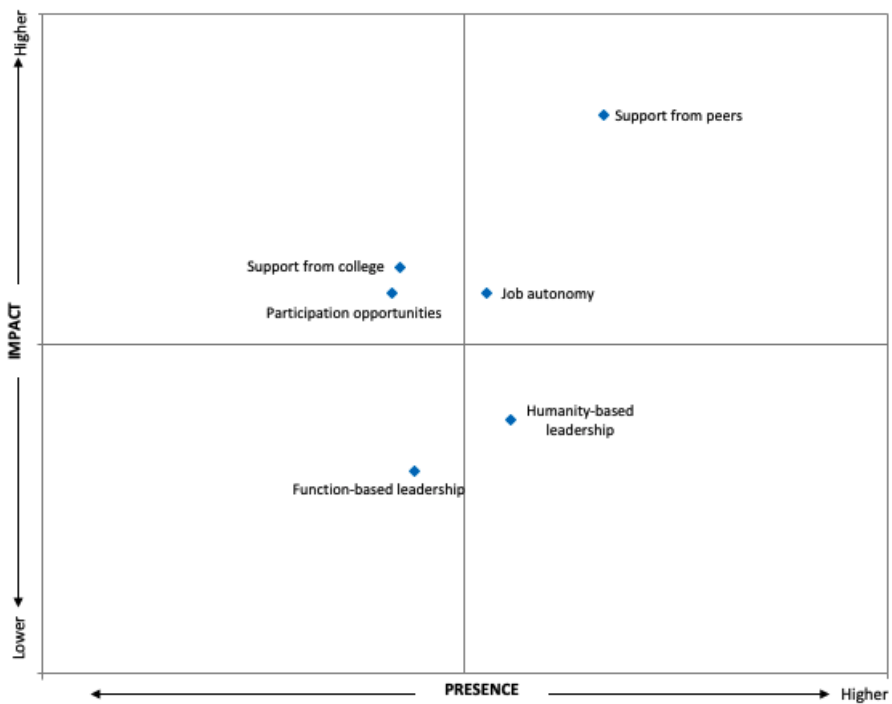 Higher
Support from peers
Support from college
Job autonomy
Participation opportunities
IMPACT
Humanity-based
leadership
Function-based leadership
Lower
PRESENCE
Higher